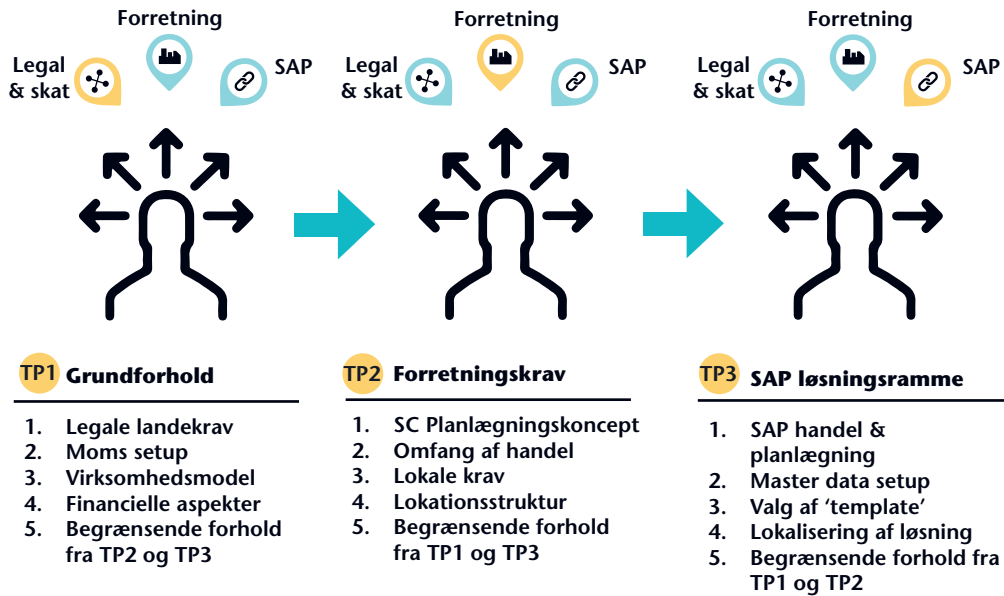 Forretning
Legal
& skat
SAP
Forretning
Legal
& skat
SAP
Forretning
Legal
& skat
SAP
TP1 Grundforhold
1. Legale landekrav
2. Moms setup
3. Virksomhedsmodel
4. Financielle aspekter
5. Begrænsende forhold
fra TP2 og TP3
TP2 Forretningskrav
1. SC Planlægningskoncept
2. Omfang af handel
3. Lokale krav
4. Lokationsstruktur
5. Begrænsende forhold
fra TP1 og TP3
TP3 SAP løsningsramme
1. SAP handel &
planlægning
2. Master data setup
3. Valg af ‘template’
4. Lokalisering af løsning
5. Begrænsende forhold fra
TP1 og TP2